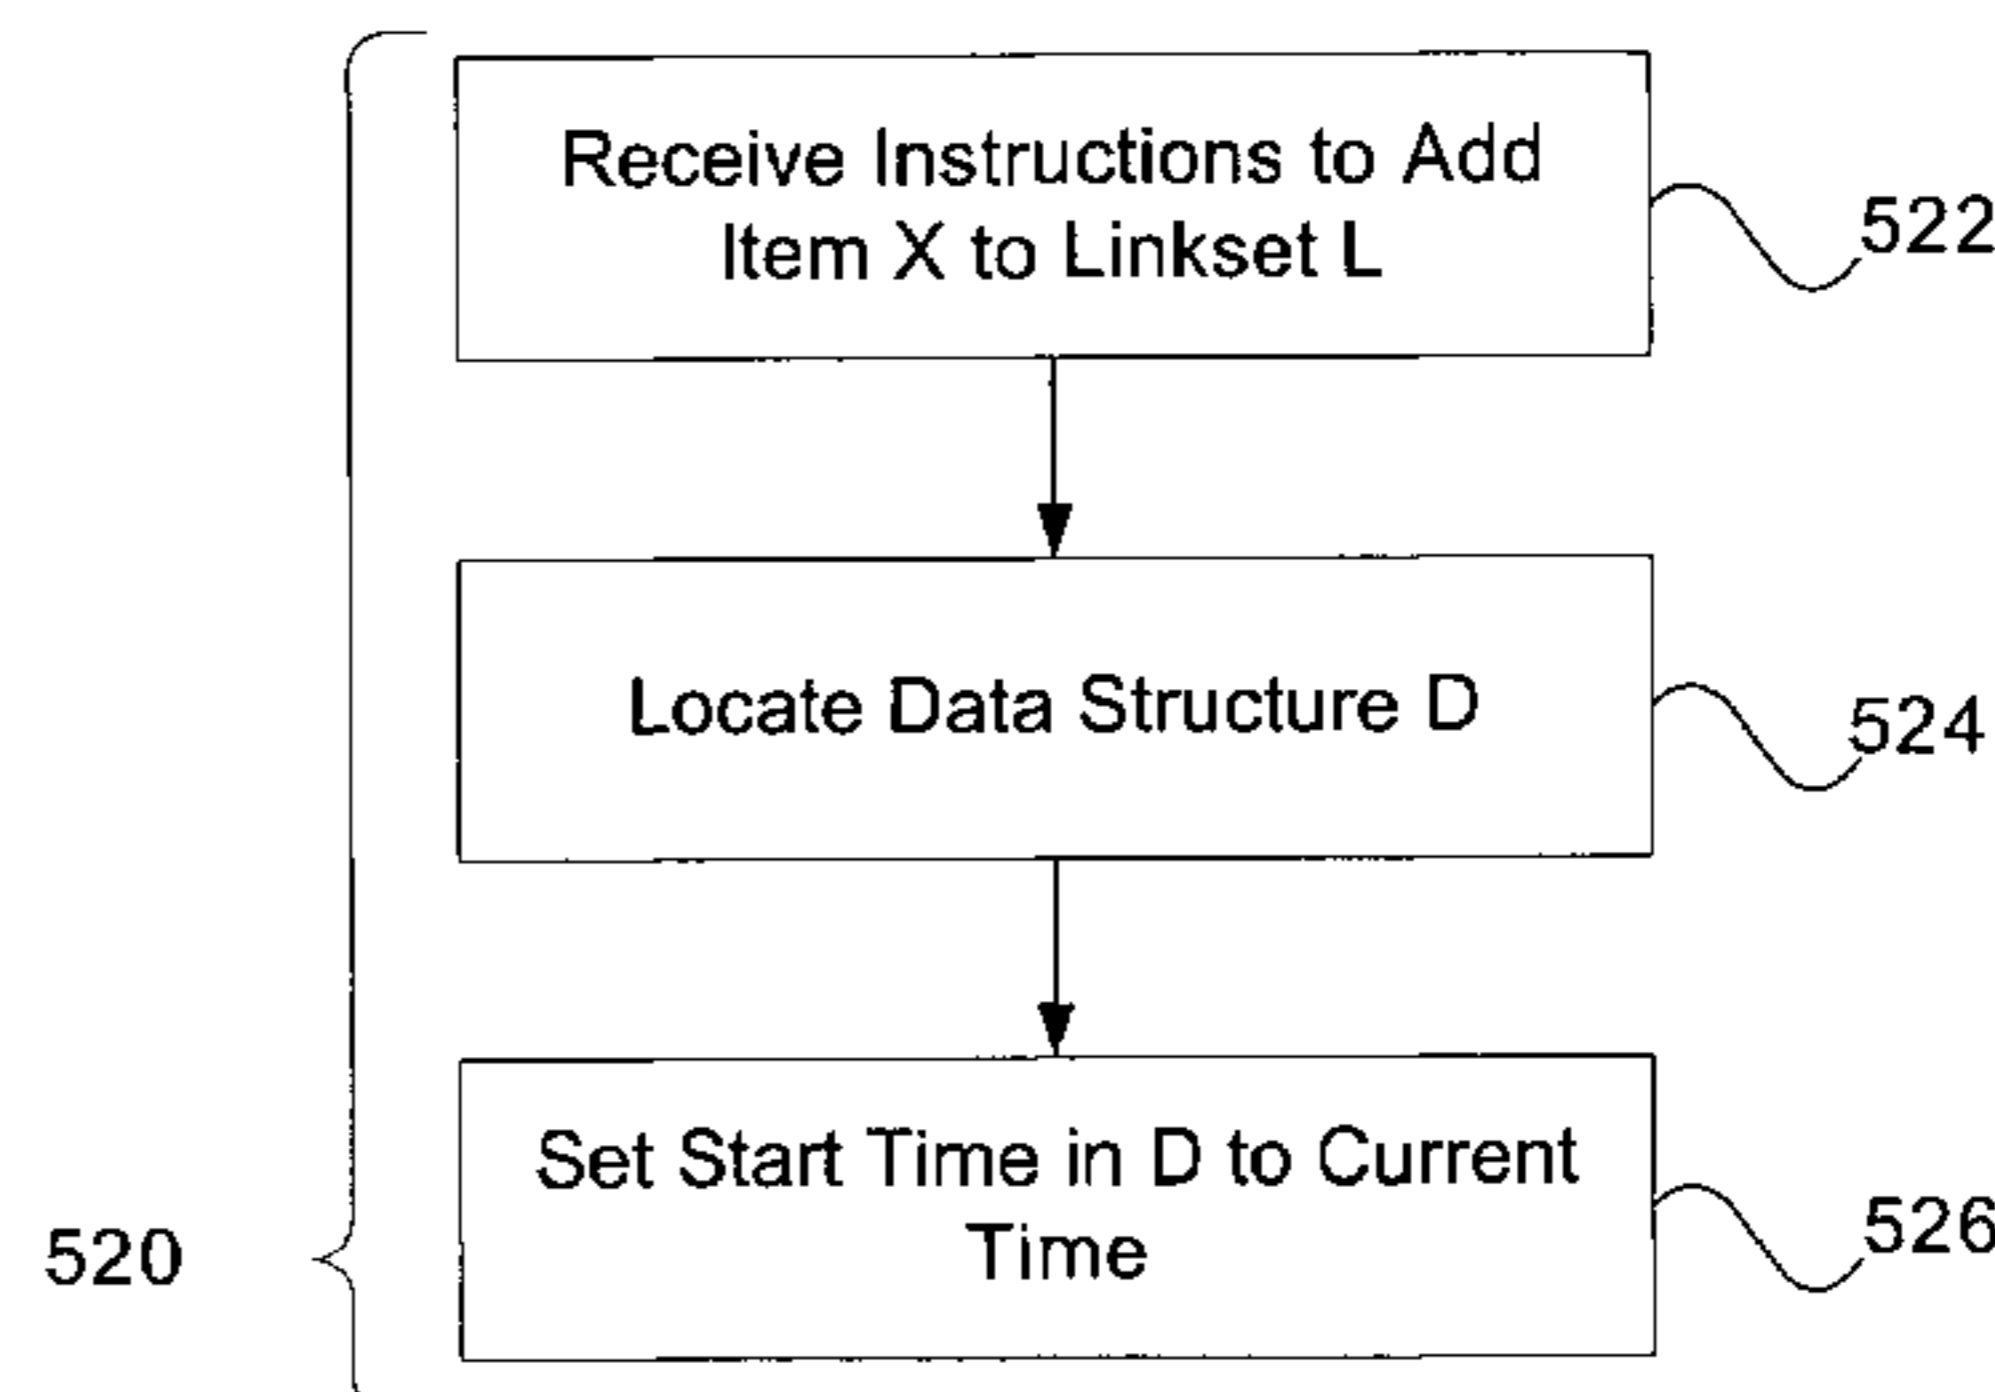 Receive Instructions to Add
Item X to Linkset L
522
Locate Data Structure D
524
Set Start Time in D to Current
Time
526
520